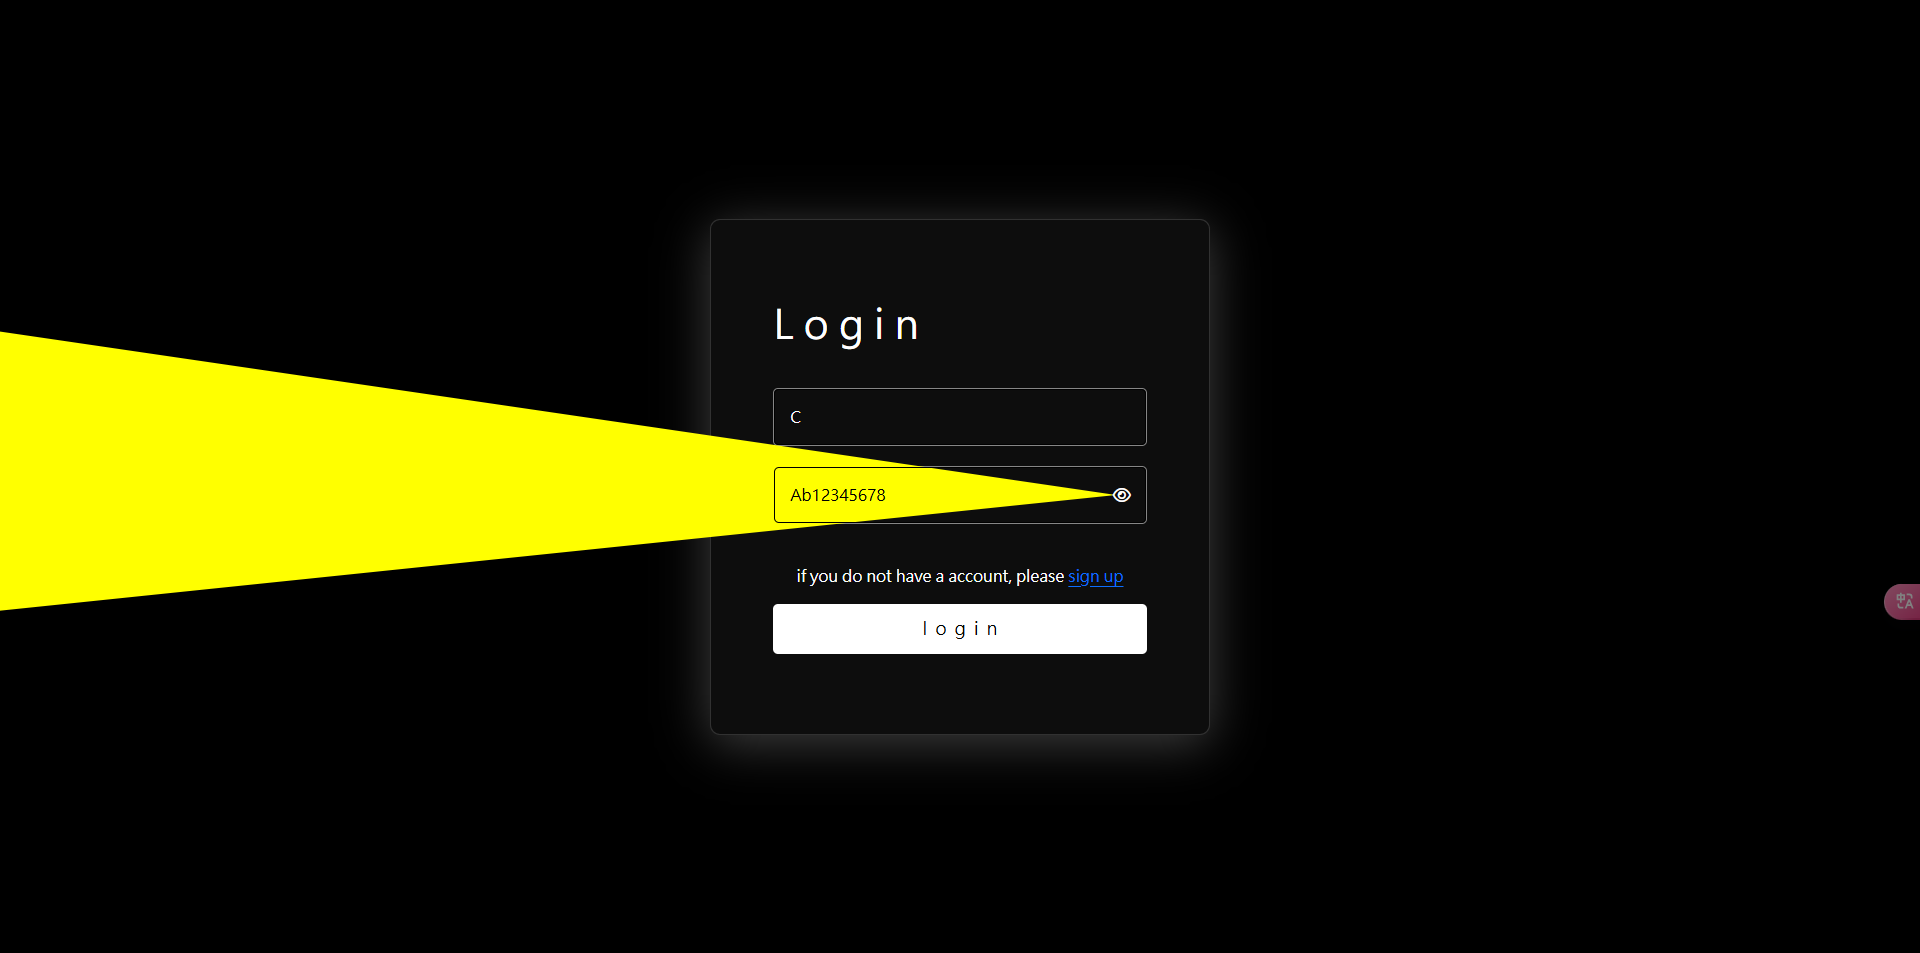 Login
C
Ab12345678
if you do not have a account, please sign up
login